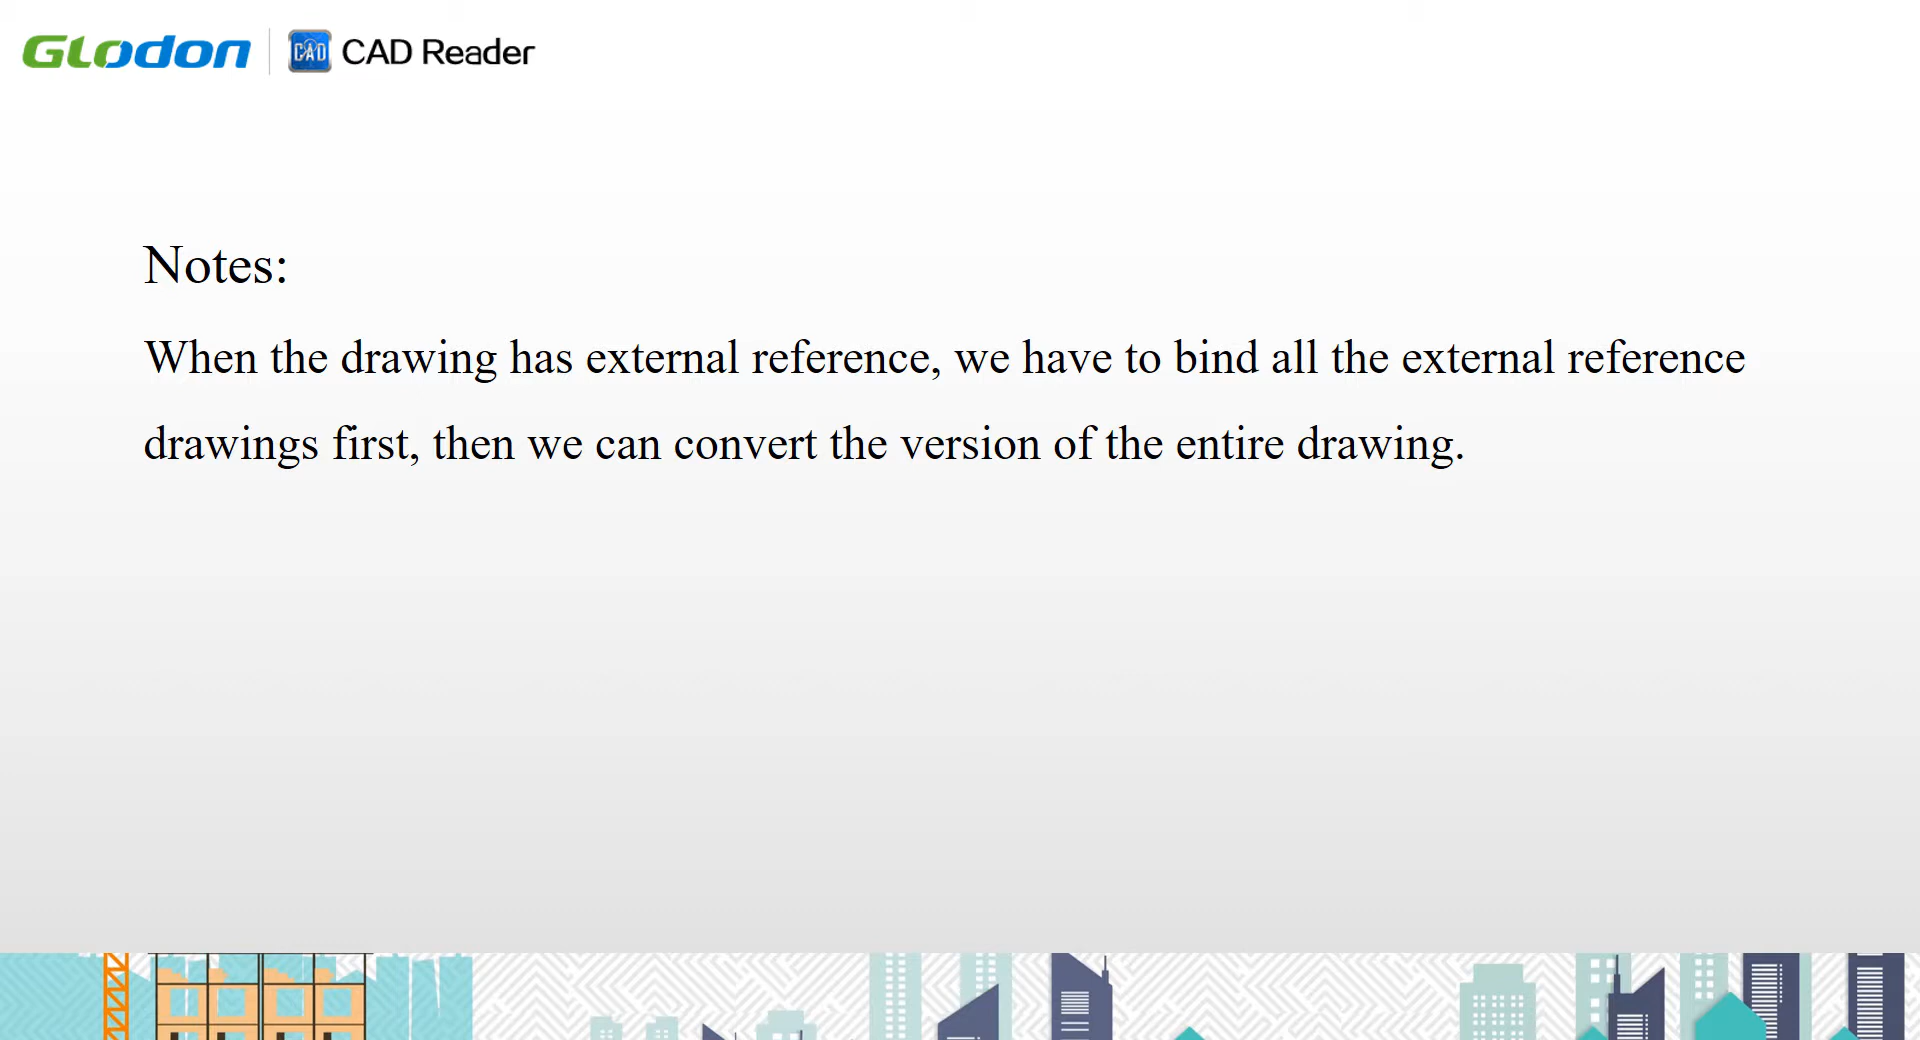 GLODON
CAD
CAD Reader
Notes:
When the drawing has external reference, we have to bind all the external reference
drawings first, then we can convert the version of the entire drawing.